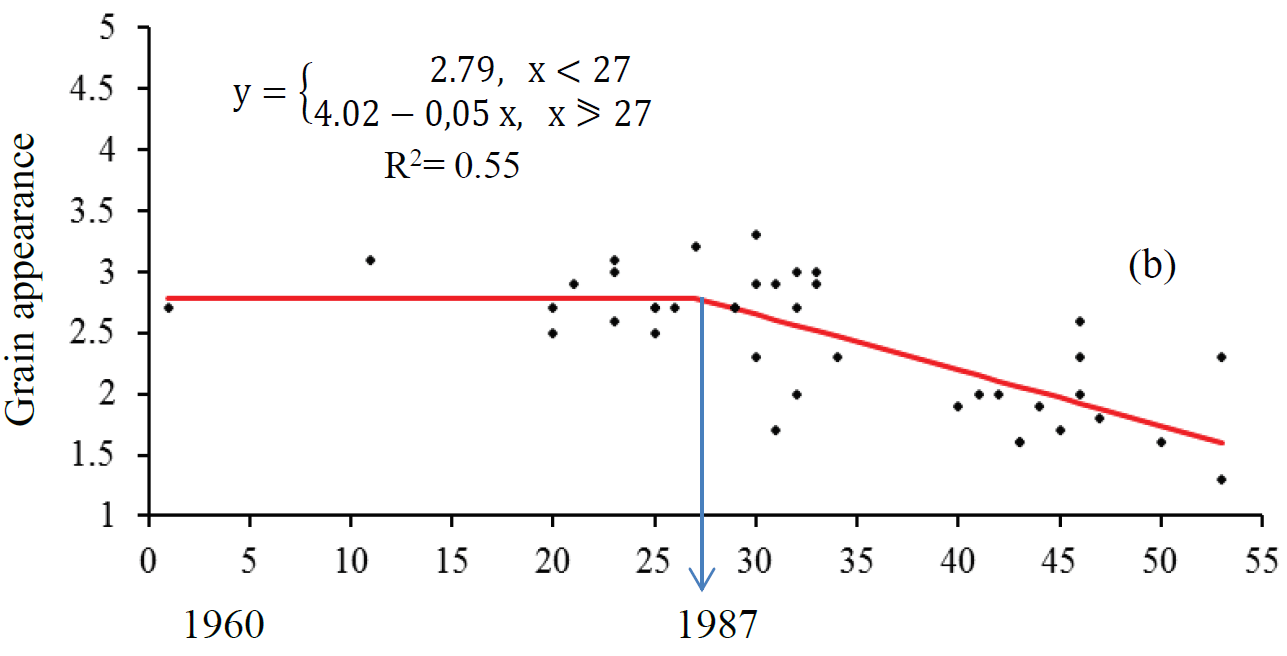 5
4.5
4
3.5
3
2.5
2
1.5
1
Grain appearance
y = { 2.79, x < 27
4.02 − 0,05 x, x ⩾ 27
R²= 0.55
(b)
0 5 10 15 20 25 30 35 40 45 50 55
1960 1987